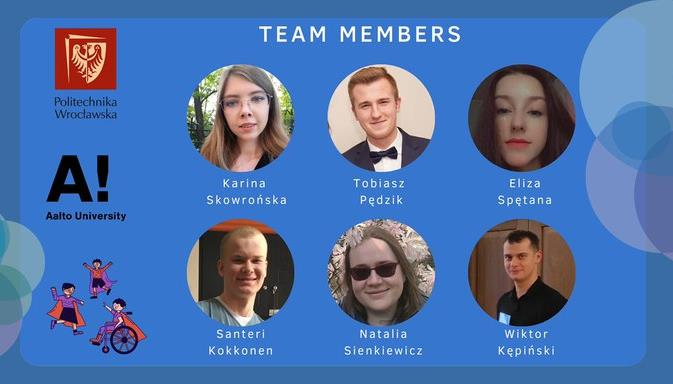 TEAM MEMBERS
Politechnika
Wrocławska
A!
Aalto University
Karina
Skowrońska
Tobiasz
Pędzik
Eliza
Spętana
Santeri
Kokkonen
Natalia
Sienkiewicz
Wiktor
Kępiński